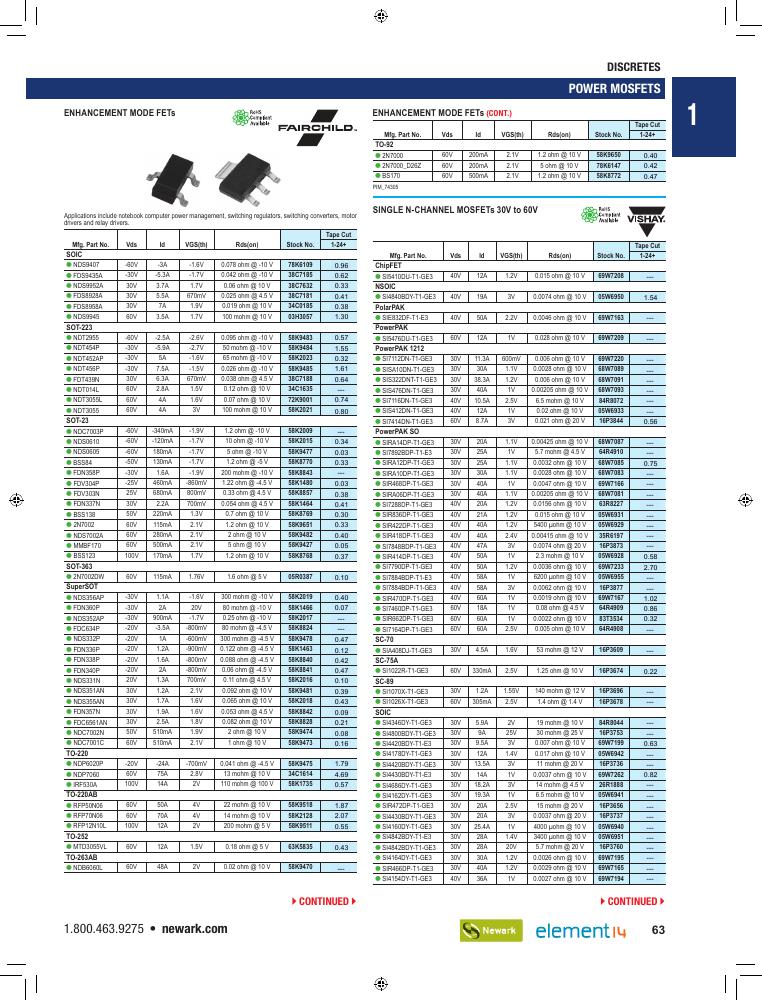 DISCRETES
POWER MOSFETS
1
ENHANCEMENT MODE FETs
RoHS Compliant Available
FAIRCHILD
Applications include notebook computer power management, switching regulators, switching converters, motor
drivers and relay drivers.
Tape Cut
Mfg. Part No. Vds Id VGS(th) Rds(on) Stock No. 1-24+
SOIC
NDS9407 -60V -3A -1.6V 0.078 ohm @ -10 V 78K6109 0.96
FDS9435A -30V -5.3A -1.7V 0.042 ohm @ -10 V 38C7185 0.62
NDS9952A 30V 3.7A 1.7V 0.06 ohm @ 10 V 38C7632 0.33
FDS8928A 30V 5.5A 670mV 0.025 ohm @ 4.5 V 38C7181 0.41
FDS8958A 30V 7A 1.9V 0.019 ohm @ 10 V 34C0185 0.38
NDS9945 60V 3.5A 1.7V 100 mohm @ 10 V 03H3057 1.30
SOT-223
NDT2955 -60V -2.5A -2.6V 0.095 ohm @ -10 V 58K9483 0.57
NDT454P -30V -5.9A -2.7V 50 mohm @ -10 V 58K9484 1.55
NDT452AP -30V 5A -1.6V 65 mohm @ -10 V 58K2023 0.32
NDT456P -30V 7.5A -1.5V 0.026 ohm @ -10 V 58K9485 1.61
FDT439N 30V 6.3A 670mV 0.038 ohm @ 4.5 V 38C7188 0.64
NDT014L 60V 2.8A 1.5V 0.12 ohm @ 10 V 34C1635 ---
NDT3055L 60V 4A 1.6V 0.07 ohm @ 10 V 72K9001 0.74
NDT3055 60V 4A 3V 100 mohm @ 10 V 58K2021 0.80
SOT-23
NDC7003P -60V -340mA -1.9V 1.2 ohm @ -10 V 58K2009 ---
NDS0610 -60V -120mA -1.7V 10 ohm @ -10 V 58K2015 0.34
NDS0605 -60V 180mA -1.7V 5 ohm @ -10 V 58K9477 0.03
BSS84 -50V 130mA -1.7V 1.2 ohm @ -5 V 58K8770 0.33
FDN358P -30V 1.6A -1.9V 200 mohm @ -10 V 58K8843 ---
FDV304P -25V 460mA -860mV 1.22 ohm @ -4.5 V 58K1480 0.03
FDV303N 25V 680mA 800mV 0.33 ohm @ 4.5 V 58K8857 0.38
FDN337N 30V 2.2A 700mV 0.054 ohm @ 4.5 V 58K1464 0.41
BSS138 50V 220mA 1.3V 0.7 ohm @ 10 V 58K8769 0.30
2N7002 60V 115mA 2.1V 1.2 ohm @ 10 V 58K9651 0.33
NDS7002A 60V 280mA 2.1V 2 ohm @ 10 V 58K9482 0.40
MMBF170 60V 500mA 2.1V 5 ohm @ 10 V 58K9427 0.05
BSS123 100V 170mA 1.7V 1.2 ohm @ 10 V 58K8768 0.37
SOT-363
2N7002DW 60V 115mA 1.76V 1.6 ohm @ 5 V 05R0387 0.10
SuperSOT
NDS356AP -30V 1.1A -1.6V 300 mohm @ -10 V 58K2019 0.40
FDN360P -30V 2A 20V 80 mohm @ -10 V 58K1466 0.07
NDS352AP -30V 900mA -1.7V 0.25 ohm @ -10 V 58K2017 ---
FDC634P -20V -3.5A -800mV 80 mohm @ -4.5 V 58K8824 ---
NDS332P -20V 1A -600mV 300 mohm @ -4.5 V 58K9478 0.47
FDN336P -20V 1.2A -900mV 0.122 ohm @ -4.5 V 58K1463 0.12
FDN338P -20V 1.6A -800mV 0.088 ohm @ -4.5 V 58K8840 0.42
FDN340P -20V 2A -800mV 0.06 ohm @ -4.5 V 58K8841 0.47
NDS331N 20V 1.3A 700mV 0.11 ohm @ 4.5 V 58K2016 0.10
NDS351AN 30V 1.2A 2.1V 0.092 ohm @ 10 V 58K9481 0.39
NDS355AN 30V 1.7A 1.6V 0.065 ohm @ 10 V 58K2018 0.43
FDN357N 30V 1.9A 1.6V 0.053 ohm @ 4.5 V 58K8842 0.09
FDC6561AN 30V 2.5A 1.8V 0.082 ohm @ 10 V 58K8828 0.21
NDC7002N 50V 510mA 1.9V 2 ohm @ 10 V 58K9474 0.08
NDC7001C 60V 510mA 2.1V 1 ohm @ 10 V 58K9473 0.16
TO-220
NDP6020P -20V -24A -700mV 0.041 ohm @ -4.5V 58K9475 1.79
NDP7060 60V 75A 2.8V 13 mohm @ 10 V 34C1614 4.69
IRF530A 100V 14A 2V 110 mohm @ 100V 58K1735 0.57
TO-220AB
RFP50N06 60V 50A 4V 22 mohm @ 10 V 58K9518 1.87
RFP70N06 60V 70A 4V 14 mohm @ 10 V 58K2128 2.07
RFP12N10L 100V 12A 2V 200 mohm @ 5 V 58K9511 0.55
TO-252
MTD3055VL 60V 12A 1.5V 0.18 ohm @ 5 V 63K5835 0.43
TO-263AB
NDB6060L 60V 48A 2V 0.02 ohm @ 10 V 58K9470 ---
CONTINUED
ENHANCEMENT MODE FETs (CONT.)
Tape Cut
Mfg. Part No. Vds Id VGS(th) Rds(on) Stock No. 1-24+
TO-92
2N7000 60V 200mA 2.1V 1.2 ohm @ 10 V 58K9650 0.40
2N7000_D26Z 60V 200mA 2.1V 5 ohm @ 10 V 78K6147 0.42
BS170 60V 500mA 2.1V 1.2 ohm @ 10 V 58K8772 0.47
PIM_74305
SINGLE N-CHANNEL MOSFETs 30V to 60V
RoHS Compliant Available
VISHAY.
Tape Cut
Mfg. Part No. Vds Id VGS(th) Rds(on) Stock No. 1-24+
ChipFET
SI5410DU-T1-GE3 40V 12A 1.2V 0.015 ohm @ 10 V 69W7208 ---
NSOIC
SI4840BDY-T1-GE3 40V 19A 3V 0.0074 ohm @ 10 V 05W6950 1.54
PolarPAK
SIE832DF-T1-E3 40V 50A 2.2V 0.0046 ohm @ 10 V 69W7163 ---
PowerPAK
SI5476DU-T1-GE3 60V 12A 1V 0.028 ohm @ 10 V 69W7209 ---
PowerPAK 1212
SI7112DN-T1-GE3 30V 11.3A 600mV 0.006 ohm @ 10 V 69W7220 ---
SISA10DN-T1-GE3 30V 30A 1.1V 0.0028 ohm @ 10 V 68W7089 ---
SIS322DNT-T1-GE3 30V 38.3A 1.2V 0.006 ohm @ 10 V 68W7091 ---
SIS476DN-T1-GE3 30V 40A 1V 0.00205 ohm @ 10 V 68W7093 ---
SI7116DN-T1-GE3 40V 10.5A 2.5V 6.5 mohm @ 10 V 84R8072 ---
SIS412DN-T1-GE3 40V 12A 1V 0.02 ohm @ 10 V 05W6933 ---
SI7414DN-T1-GE3 60V 8.7A 3V 0.021 ohm @ 20 V 16P3844 0.56
PowerPAK SO
SIRA14DP-T1-GE3 30V 20A 1.1V 0.00425 ohm @ 10 V 68W7087 ---
SI7892BDP-T1-E3 30V 25A 1V 5.7 mohm @ 4.5 V 64R4910 ---
SIRA12DP-T1-GE3 30V 25A 1.1V 0.0032 ohm @ 10 V 68W7085 0.75
SIRA10DP-T1-GE3 30V 30A 1.1V 0.0028 ohm @ 10 V 68W7083 ---
SIR468DP-T1-GE3 30V 40A 1V 0.0047 ohm @ 10 V 69W7166 ---
SIRA06DP-T1-GE3 30V 40A 1.1V 0.00205 ohm @ 10 V 68W7081 ---
SI7288DP-T1-GE3 40V 20A 1.2V 0.0156 ohm @ 10 V 63R8227 ---
SIR836DP-T1-GE3 40V 21A 1.2V 0.015 ohm @ 10 V 05W6931 ---
SIR422DP-T1-GE3 40V 40A 1.2V 5400 µohm @ 10 V 05W6929 ---
SIR418DP-T1-GE3 40V 40A 2.4V 0.00415 ohm @ 10 V 35R6197 ---
SI7848BDP-T1-GE3 40V 47A 3V 0.0074 ohm @ 20 V 16P3873 ---
SIR414DP-T1-GE3 40V 50A 1V 2.3 mohm @ 10 V 05W6928 0.58
SI7790DP-T1-GE3 40V 50A 1.2V 0.0036 ohm @ 10 V 69W7233 2.70
SI7884BDP-T1-E3 40V 58A 1V 6200 µohm @ 10 V 05W6955 ---
SI7884BDP-T1-GE3 40V 58A 3V 0.0062 ohm @ 10 V 16P3877 ---
SIR470DP-T1-GE3 40V 60A 1V 0.0019 ohm @ 10 V 69W7167 1.02
SI7460DP-T1-GE3 60V 18A 1V 0.08 ohm @ 4.5 V 64R4909 0.86
SIR662DP-T1-GE3 60V 60A 1V 0.0022 ohm @ 10 V 83T3534 0.32
SI7164DP-T1-GE3 60V 60A 2.5V 0.005 ohm @ 10 V 64R4908 ---
SC-70
SIA408DJ-T1-GE3 30V 4.5A 1.6V 53 mohm @ 12 V 16P3609 ---
SC-75A
SI1022R-T1-GE3 60V 330mA 2.5V 1.25 ohm @ 10 V 16P3674 0.22
SC-89
SI1070X-T1-GE3 30V 1.2A 1.55V 140 mohm @ 12 V 16P3696 ---
SI1026X-T1-GE3 60V 305mA 2.5V 1.4 ohm @ 1.4 V 16P3678 ---
SOIC
SI4346DY-T1-GE3 30V 5.9A 2V 19 mohm @ 10 V 84R8044 ---
SI4800BDY-T1-GE3 30V 9A 25V 30 mohm @ 25 V 16P3753 ---
SI4420BDY-T1-E3 30V 9.5A 3V 0.007 ohm @ 10 V 69W7199 0.63
SI4178DY-T1-GE3 30V 12A 1.4V 0.017 ohm @ 10 V 05W6942 ---
SI4420BDY-T1-GE3 30V 13.5A 3V 11 mohm @ 20 V 16P3736 ---
SI4430BDY-T1-E3 30V 14A 1V 0.0037 ohm @ 10 V 69W7262 0.82
SI4686DY-T1-GE3 30V 18.2A 3V 14 mohm @ 4.5 V 26R1888 ---
SI4162DY-T1-GE3 30V 19.3A 1V 6.5 mohm @ 10 V 05W6941 ---
SIR472DP-T1-GE3 30V 20A 2.5V 15 mohm @ 20 V 16P3656 ---
SI4430BDY-T1-GE3 30V 20A 3V 0.0037 ohm @ 20 V 16P3737 ---
SI4160DY-T1-GE3 30V 25.4A 1V 4000 µohm @ 10 V 05W6940 ---
SI4842BDY-T1-E3 30V 28A 1.4V 3400 µohm @ 10 V 05W6951 ---
SI4842BDY-T1-GE3 30V 28A 20V 5.7 mohm @ 20 V 16P3760 ---
SI4164DY-T1-GE3 30V 30A 1.2V 0.0026 ohm @ 10 V 69W7195 ---
SIR466DP-T1-GE3 30V 40A 1.2V 0.0029 ohm @ 10 V 69W7165 ---
SI4154DY-T1-GE3 40V 36A 1V 0.0027 ohm @ 10 V 69W7194 ---
CONTINUED
1.800.463.9275 • newark.com
Newark
element14
63